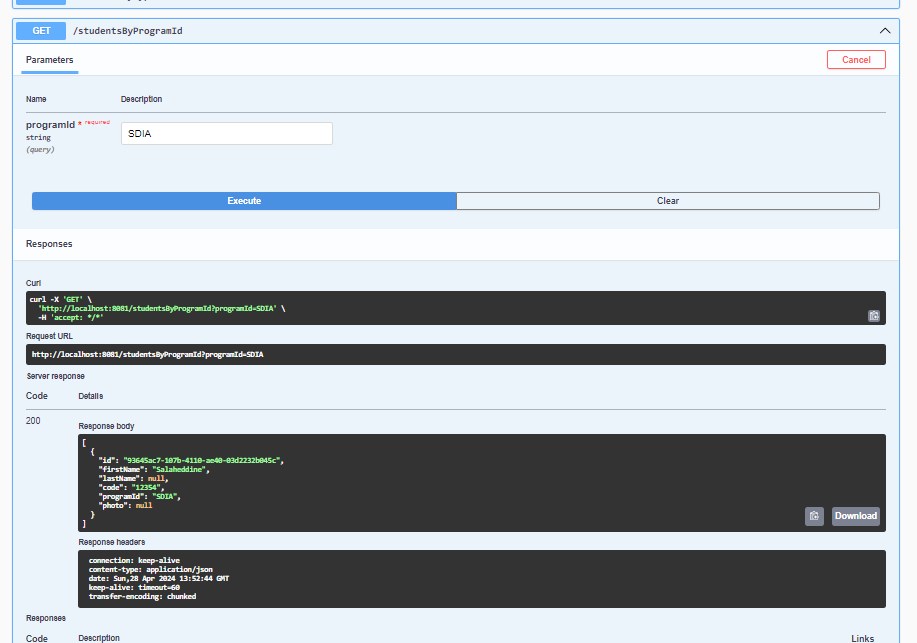 GET /studentsByProgramId
Parameters
Cancel
Name Description
programId * required
string
(query)
SDIA
Execute Clear
Responses
Curl
curl -X 'GET' \
'http://localhost:8081/studentsByProgramId?programId=SDIA' \
-H 'accept: */*'
Request URL
http://localhost:8081/studentsByProgramId?programId=SDIA
Server response
Code Details
200
Response body
[
{
"id": "93645ac7-107b-4110-ae40-03d2232b045c",
"firstName": "Salaheddine",
"lastName": null,
"code": "12354",
"programId": "SDIA",
"photo": null
}
]
Download
Response headers
connection: keep-alive
content-type: application/json
date: Sun,28 Apr 2024 13:52:44 GMT
keep-alive: timeout=60
transfer-encoding: chunked
Responses
Code Description Links